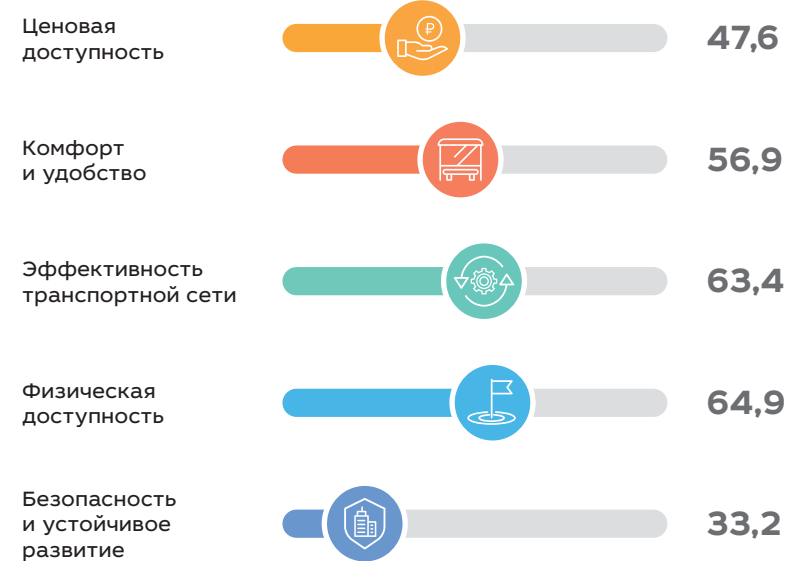 Ценовая
доступность
47,6
Комфорт
и удобство
56,9
Эффективность
транспортной сети
63,4
Физическая
доступность
64,9
Безопасность
и устойчивое
развитие
33,2